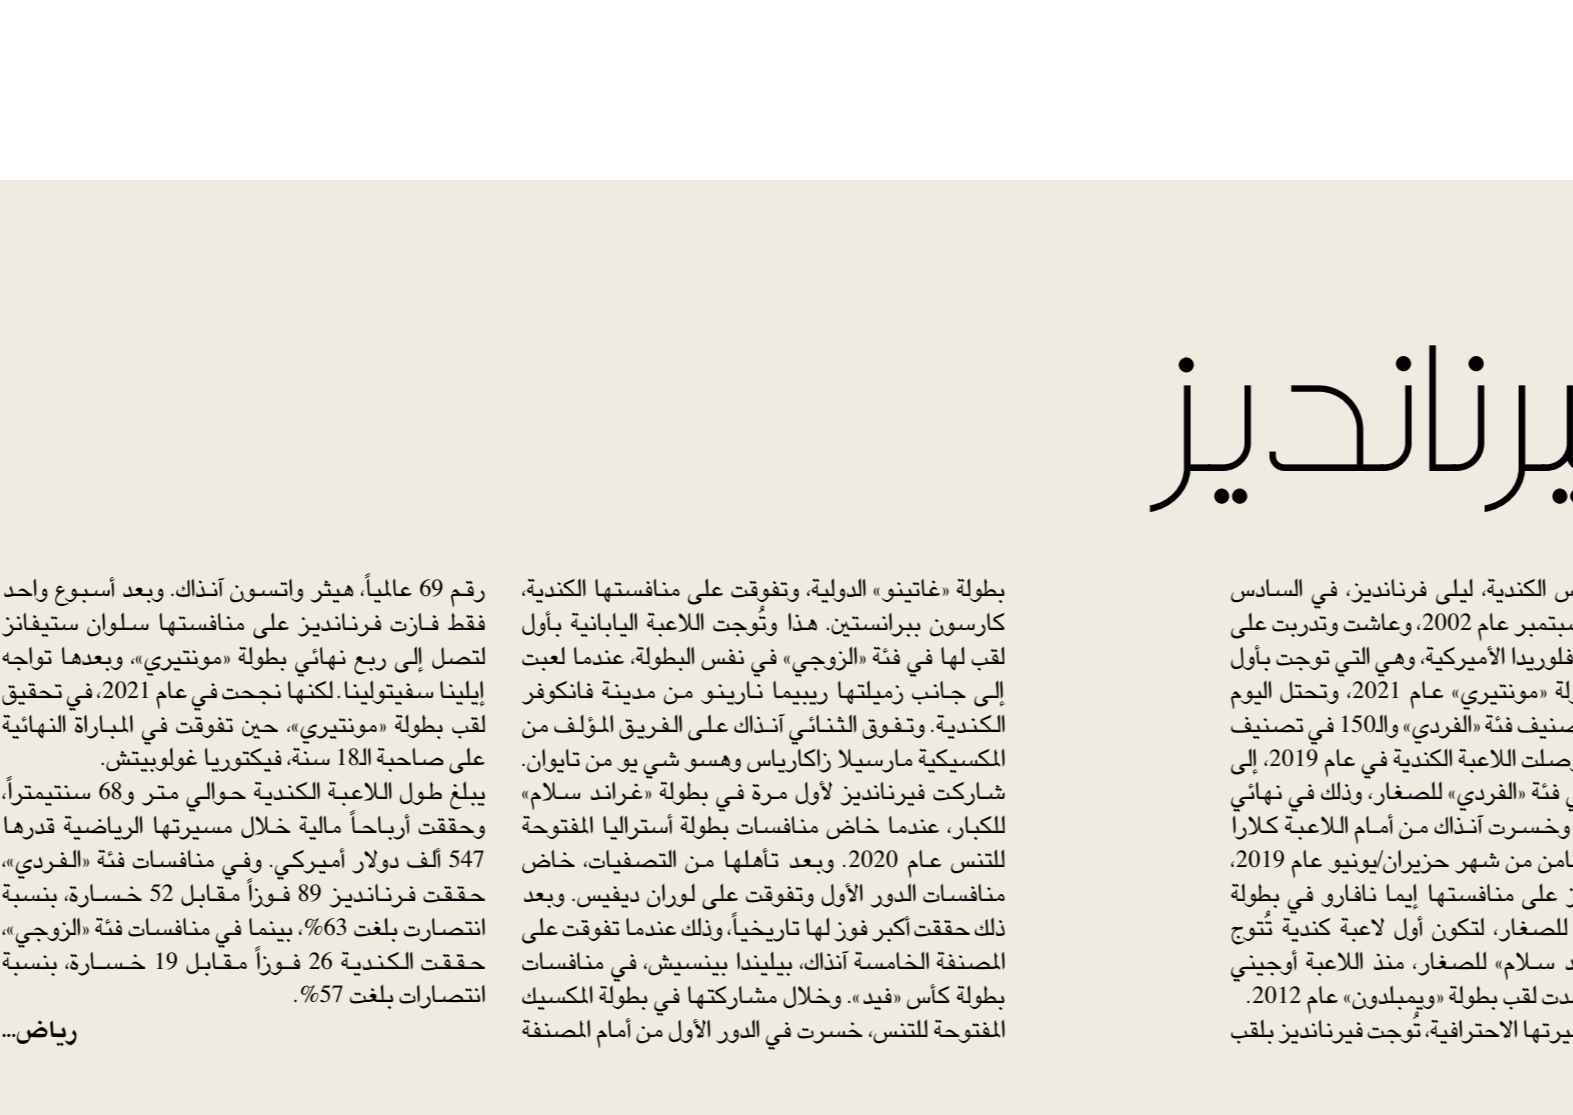 فيرنانديز
الكندية، ليلى فرنانديز، في السادس
سبتمبر عام 2002، وعاشت وتدربت على
فلوريدا الأميركية، وهي التي توجت بأول
«مونتيري» عام 2021، وتحتل اليوم
فئة «الفردي» والـ150 في تصنيف
وصلت اللاعبة الكندية في عام 2019، إلى
فئة «الفردي» للصغار، وذلك في نهائي
وخسرت آنذاك من أمام اللاعبة كلارا
من شهر حزيران/يونيو عام 2019،
على منافستها إيما نافارو في بطولة
للصغار، لتكون أول لاعبة كندية تُتوج
سلام» للصغار، منذ اللاعبة أوجيني
لقب بطولة «ويمبلدون» عام 2012.
الاحترافية، تُوجت فيرنانديز بلقب
بطولة «غاتينو» الدولية، وتفوقت على منافستها الكندية،
كارسون ببرانستين. هذا وتُوجت اللاعبة اليابانية بأول
لقب لها في فئة «الزوجي» في نفس البطولة، عندما لعبت
إلى جانب زميلتها ريبيما نارينو من مدينة فانكوفر
الكندية. وتفوق الثنائي آنذاك على الفريق المؤلف من
المكسيكية مارسيلا زاكارياس وهسو شي يو من تايوان.
شاركت فيرنانديز لأول مرة في بطولة «غراند سلام»
للكبار، عندما خاض منافسات بطولة أستراليا المفتوحة
للتنس عام 2020. وبعد تأهلها من التصفيات، خاض
منافسات الدور الأول وتفوقت على لوران ديفيس. وبعد
ذلك حققت أكبر فوز لها تاريخياً، وذلك عندما تفوقت على
المصنفة الخامسة آنذاك، بيليندا بينسيش، في منافسات
بطولة كأس «فيد». وخلال مشاركتها في بطولة المكسيك
المفتوحة للتنس، خسرت في الدور الأول من أمام المصنفة
رقم 69 عالمياً، هيثر واتسون آنذاك. وبعد أسبوع واحد
فقط فازت فرنانديز على منافستها سلوان ستيفانز
لتصل إلى ربع نهائي بطولة «مونتيري»، وبعدها تواجه
إيلينا سفيتولينا. لكنها نجحت في عام 2021، في تحقيق
لقب بطولة «مونتيري»، حين تفوقت في المباراة النهائية
على صاحبة الـ18 سنة، فيكتوريا غولوبيتش.
يبلغ طول اللاعبة الكندية حوالي متر و68 سنتيمتراً،
وحققت أرباحاً مالية خلال مسيرتها الرياضية قدرها
547 ألف دولار أميركي. وفي منافسات فئة «الفردي»،
حققت فرنانديز 89 فوزاً مقابل 52 خسارة، بنسبة
انتصارت بلغت 63%، بينما في منافسات فئة «الزوجي»،
حققت الكندية 26 فوزاً مقابل 19 خسارة، بنسبة
انتصارات بلغت 57%.
رياض...